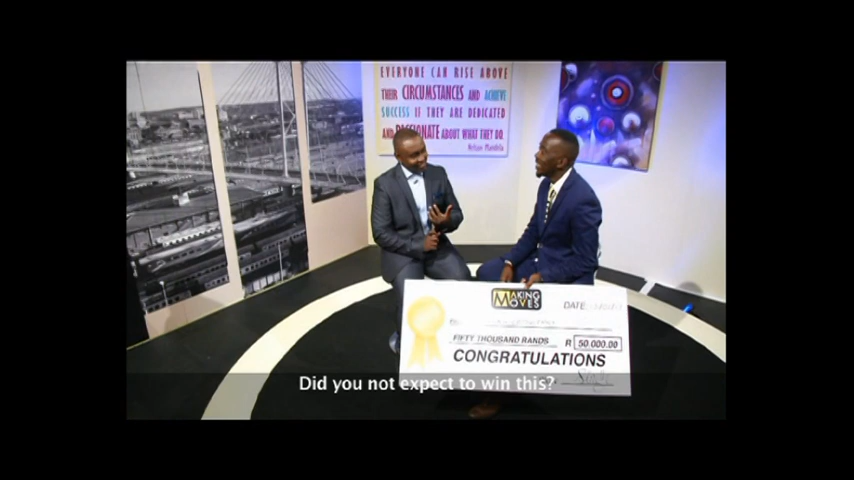 EVERYONE CAN RISE ABOVE
THEIR CIRCUMSTANCES AND ACHIEVE
SUCCESS IF THEY ARE DEDICATED
AND PASSIONATE ABOUT WHAT THEY DO.
Nelson Mandela
MAKING
MOVES
DATE
FIFTY THOUSAND RANDS R 50.000.00
CONGRATULATIONS
Did you not expect to win this?